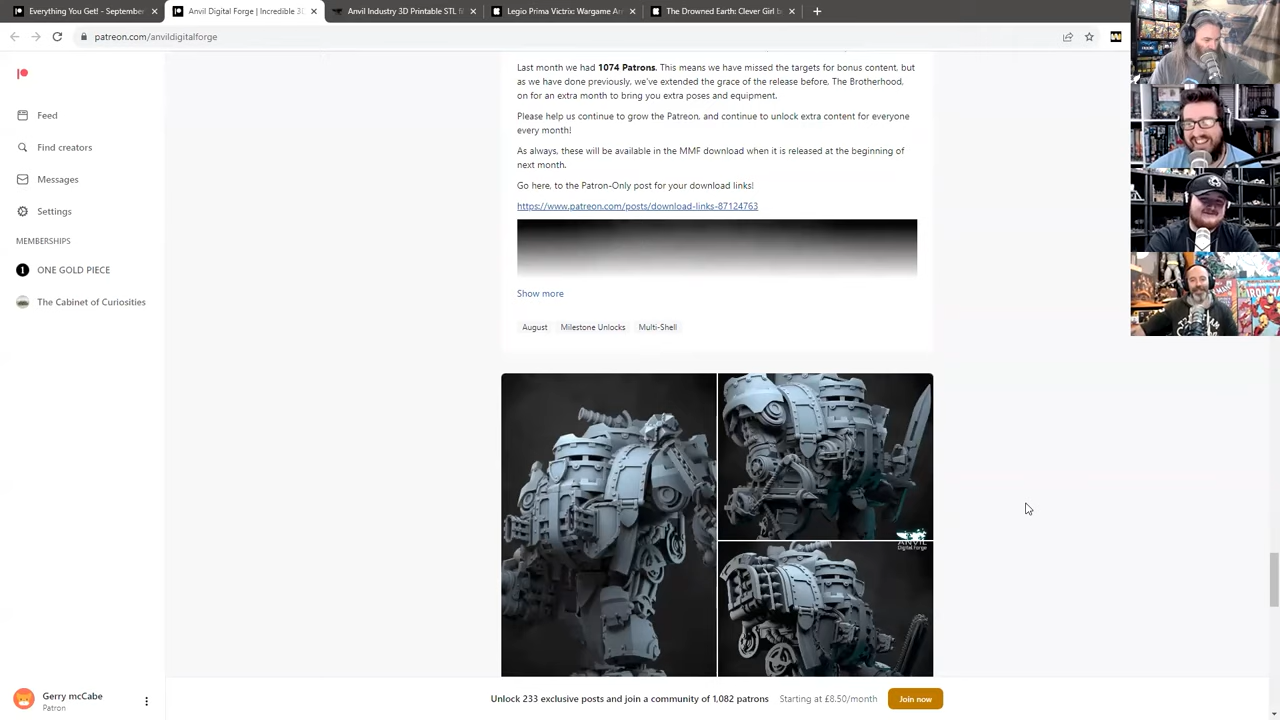 Everything You Get! - September
Anvil Digital Forge | Incredible 3
Anvil Industry 3D Printable STL fi
Legio Prima Victrix: Wargame Arm
The Drowned Earth: Clever Girl b
patreon.com/anvildigitalforge
Feed
Find creators
Messages
Settings
MEMBERSHIPS
1 ONE GOLD PIECE
The Cabinet of Curiosities
Last month we had 1074 Patrons. This means we have missed the targets for bonus content, but
as we have done previously, we've extended the grace of the release before, The Brotherhood,
on for an extra month to bring you extra poses and equipment.
Please help us continue to grow the Patreon, and continue to unlock extra content for everyone
every month!
As always, these will be available in the MMF download when it is released at the beginning of
next month.
Go here, to the Patron-Only post for your download links!
https://www.patreon.com/posts/download-links-87124763
Show more
August Milestone Unlocks Multi-Shell
ANVIL
Digital Forge
Gerry mcCabe
Patron
Unlock 233 exclusive posts and join a community of 1,082 patrons Starting at £8.50/month Join now
IRON MAN